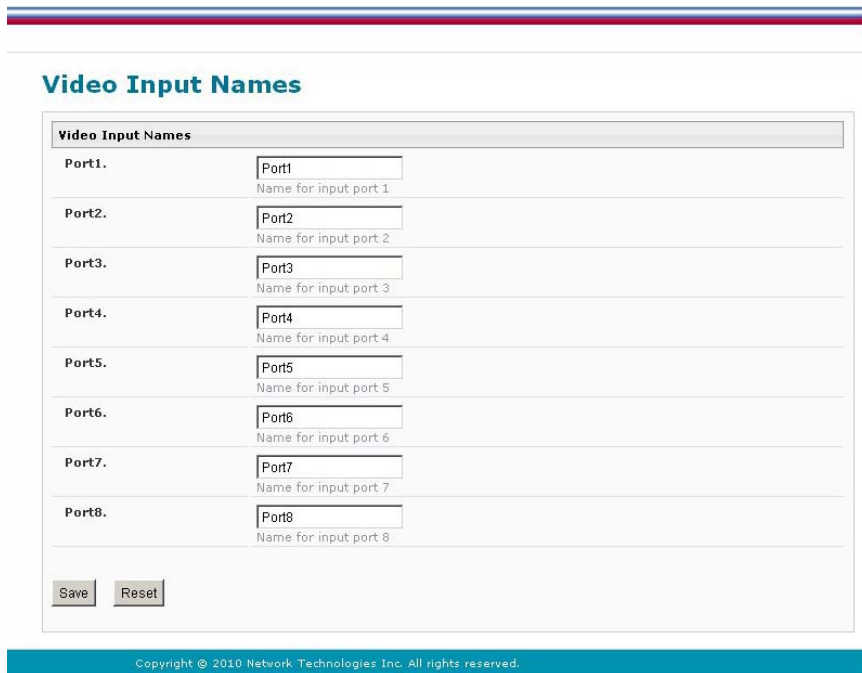 Video Input Names
Video Input Names
Port1. Port1
Name for input port 1
Port2. Port2
Name for input port 2
Port3. Port3
Name for input port 3
Port4. Port4
Name for input port 4
Port5. Port5
Name for input port 5
Port6. Port6
Name for input port 6
Port7. Port7
Name for input port 7
Port8. Port8
Name for input port 8
Save Reset
Copyright © 2010 Network Technologies Inc. All rights reserved.